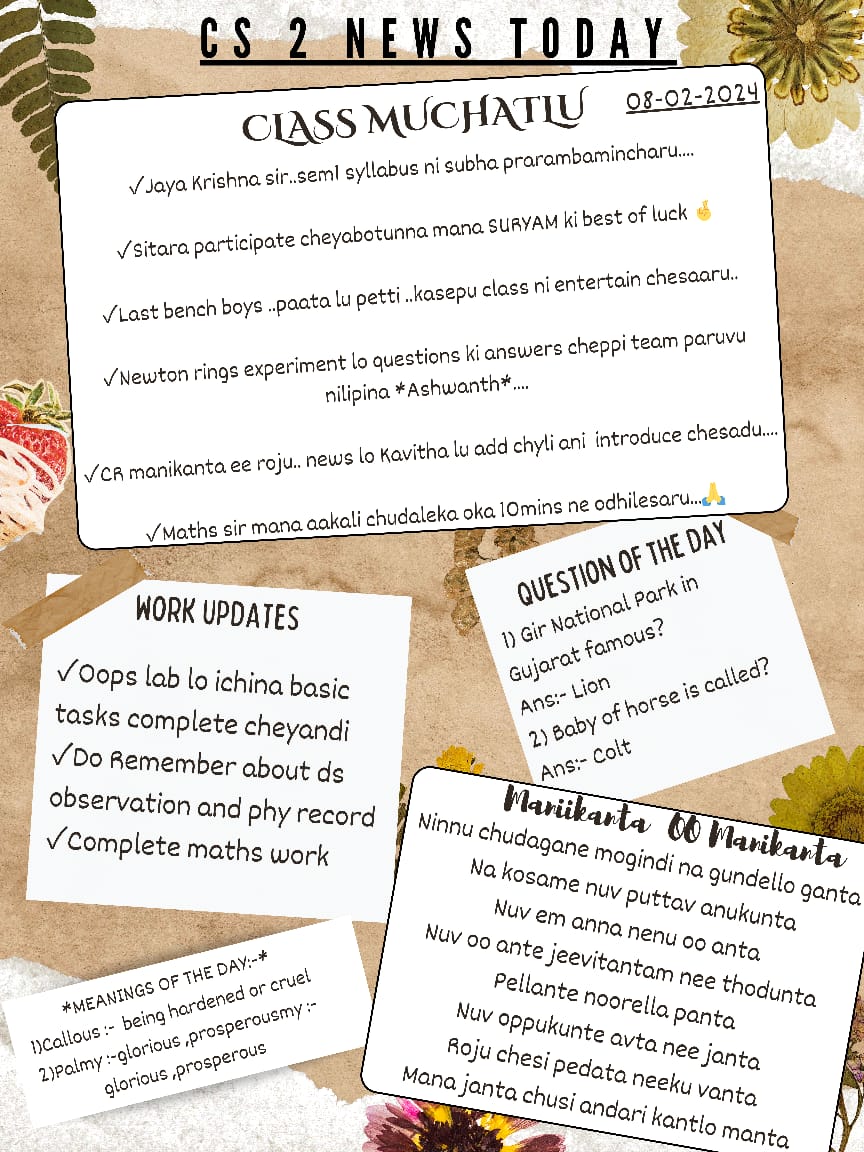 CS 2 NEWS TODAY
CLASS MUCHATLU
08-02-2024
✓Jaya Krishna sir..sem1 syllabus ni subha prarambamincharu....
✓Sitara participate cheyabotunna mana SURYAM ki best of luck 🤞
✓Last bench boys ..paata lu petti ..kasepu class ni entertain chesaaru..
✓Newton rings experiment lo questions ki answers cheppi team paruvu
nilipina *Ashwanth*....
✓CR manikanta ee roju.. news lo Kavitha lu add chyli ani introduce chesadu....
✓Maths sir mana aakali chudaleka oka 10mins ne odhilesaru...🙏
WORK UPDATES
✓Oops lab lo ichina basic
tasks complete cheyandi
✓Do Remember about ds
observation and phy record
✓Complete maths work
QUESTION OF THE DAY
1) Gir National Park in
Gujarat famous?
Ans:- Lion
2) Baby of horse is called?
Ans:- Colt
*MEANINGS OF THE DAY:-*
1)Callous :- being hardened or cruel
2)Palmy :-glorious ,prosperousmy :-
glorious ,prosperous
Maniikanta OO Manikanta
Ninnu chudagane mogindi na gundello ganta
Na kosame nuv puttav anukunta
Nuv em anna nenu oo anta
Nuv oo ante jeevitantam nee thodunta
Pellante noorella panta
Nuv oppukunte avta nee janta
Roju chesi pedata neeku vanta
Mana janta chusi andari kantlo manta